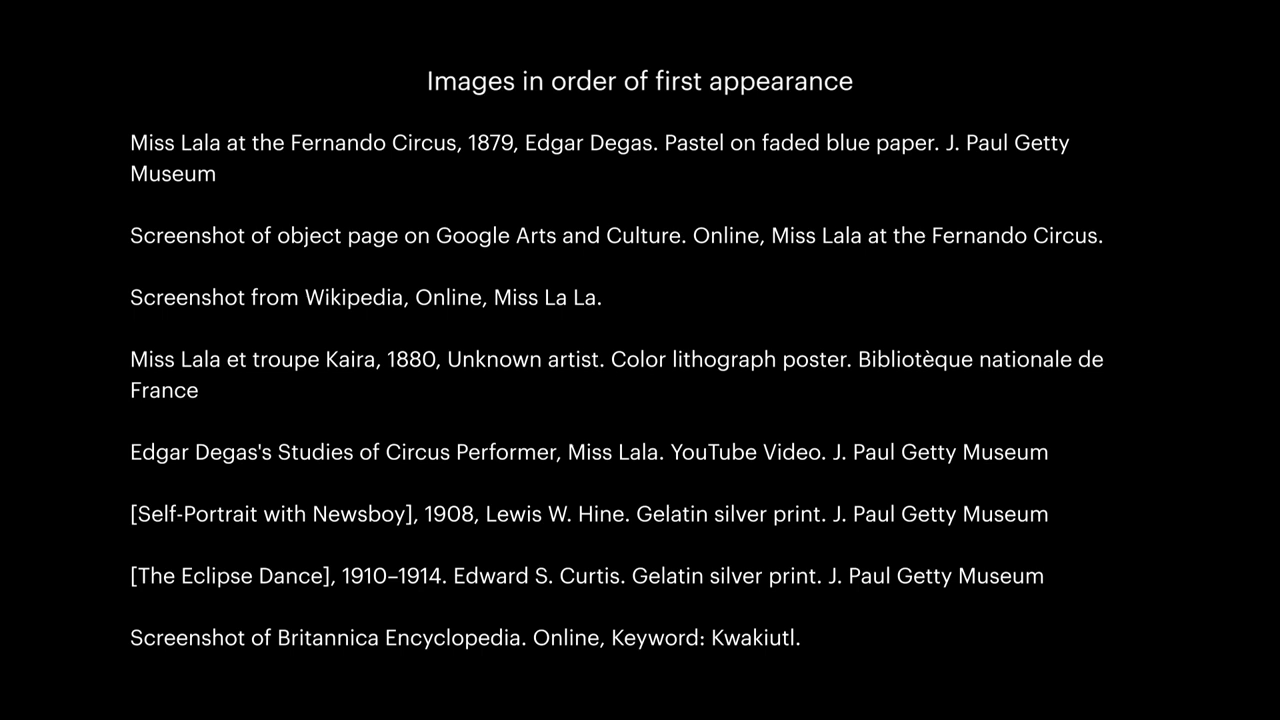 Images in order of first appearance
Miss Lala at the Fernando Circus, 1879, Edgar Degas. Pastel on faded blue paper. J. Paul Getty
Museum
Screenshot of object page on Google Arts and Culture. Online, Miss Lala at the Fernando Circus.
Screenshot from Wikipedia, Online, Miss La La.
Miss Lala et troupe Kaira, 1880, Unknown artist. Color lithograph poster. Bibliotèque nationale de
France
Edgar Degas's Studies of Circus Performer, Miss Lala. YouTube Video. J. Paul Getty Museum
[Self-Portrait with Newsboy], 1908, Lewis W. Hine. Gelatin silver print. J. Paul Getty Museum
[The Eclipse Dance], 1910–1914. Edward S. Curtis. Gelatin silver print. J. Paul Getty Museum
Screenshot of Britannica Encyclopedia. Online, Keyword: Kwakiutl.